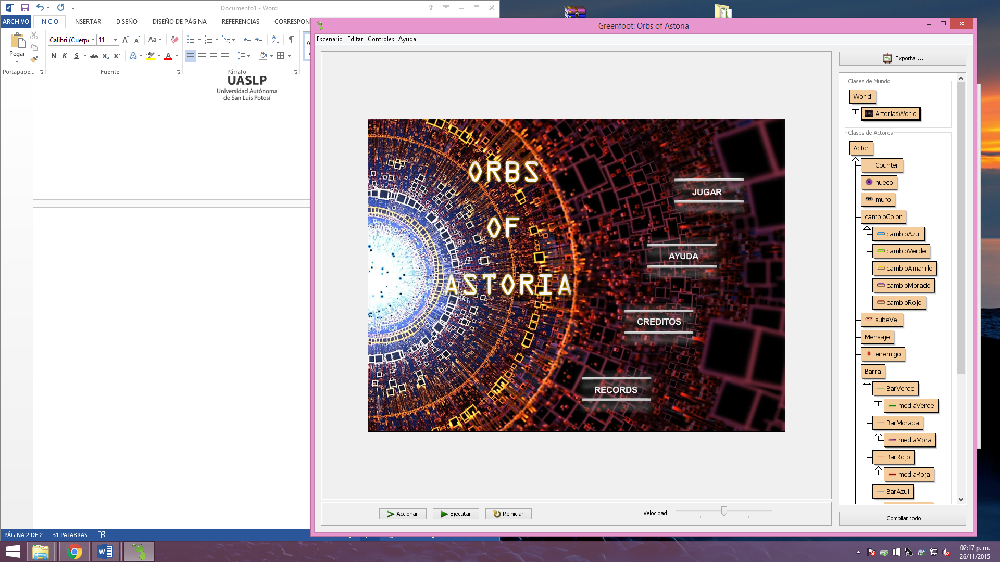 Documento1 - Word
ARCHIVO INICIO INSERTAR DISEÑO DISEÑO DE PÁGINA REFERENCIAS CORRESPON
Calibri (Cuerpo 11
Pegar
N K S abc x₂ x²
Portapape... Fuente Párrafo
UASLP
Universidad Autónoma
de San Luis Potosí
PÁGINA 2 DE 2 31 PALABRAS
Greenfoot: Orbs of Astoria
Escenario Editar Controles Ayuda
ORBS
OF
ASTORIA
JUGAR
AYUDA
CREDITOS
RECORDS
Accionar Ejecutar Reiniciar Velocidad:
Exportar...
Clases de Mundo
World
ArtoriasWorld
Clases de Actores
Actor
Counter
hueco
muro
cambioColor
cambioAzul
cambioVerde
cambioAmarillo
cambioMorado
cambioRojo
subeVel
Mensaje
enemigo
Barra
BarVerde
mediaVerde
BarMorada
mediaMora
BarRojo
mediaRoja
BarAzul
Compilar todo
02:17 p. m.
26/11/2015